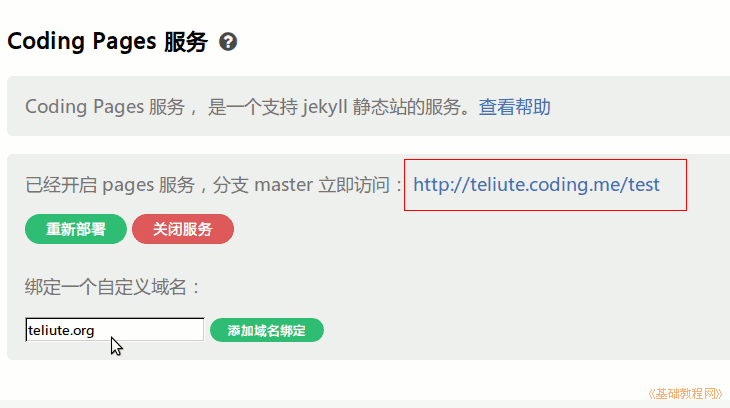 Coding Pages 服务 ?
Coding Pages 服务，是一个支持 jekyll 静态站的服务。查看帮助
已经开启 pages 服务，分支 master 立即访问：http://teliute.coding.me/test
重新部署 关闭服务
绑定一个自定义域名：
teliute.org 添加域名绑定
《基础教程网》